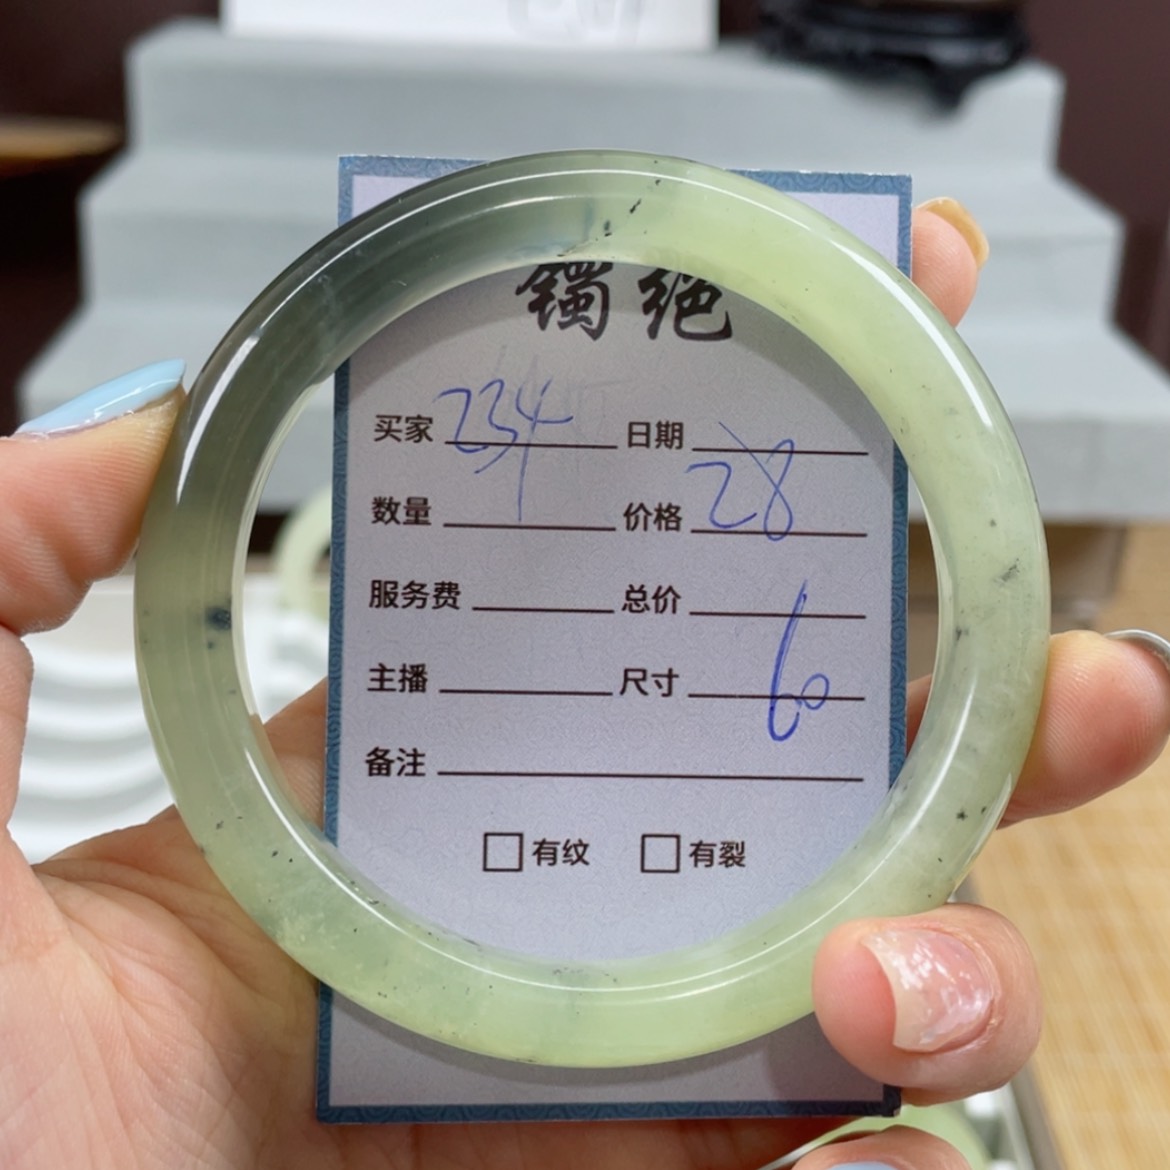 镯绝
买家 234 日期
数量 价格 28
服务费 总价
主播 尺寸 60
备注
□有纹 □有裂